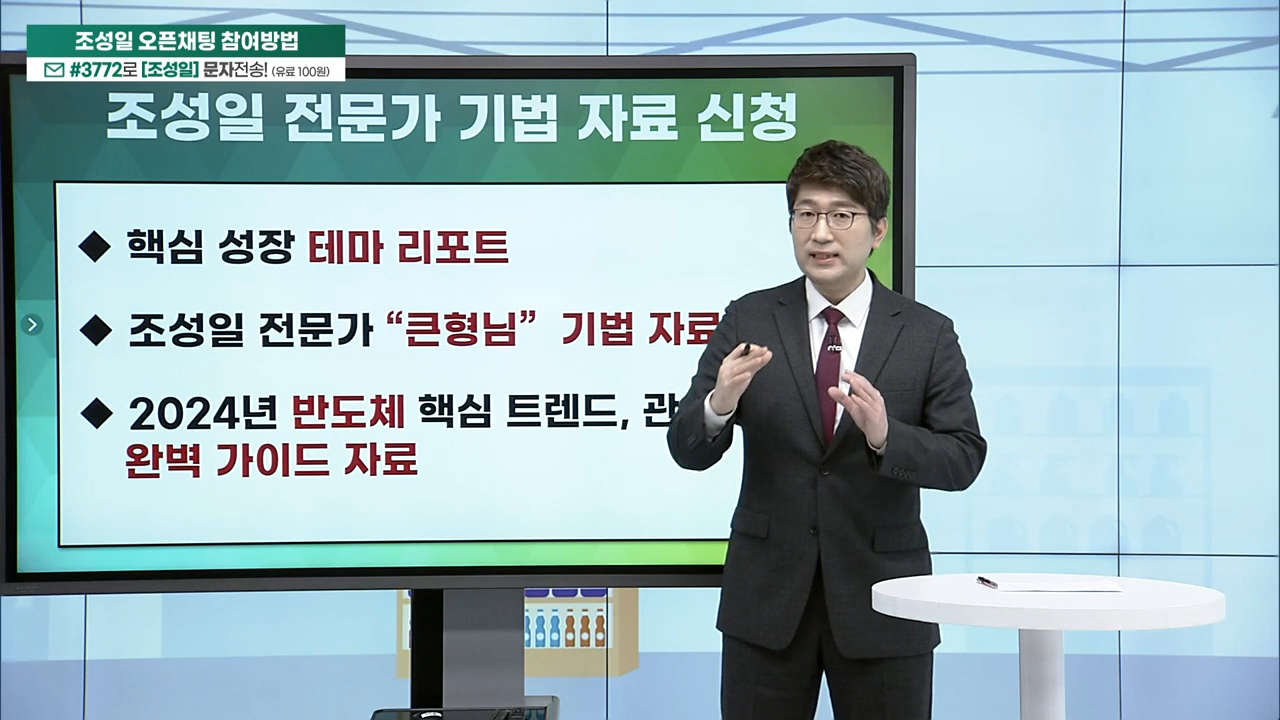 조성일 오픈채팅 참여방법
#3772로 [조성일] 문자전송! (유료 100원)
조성일 전문가 기법 자료 신청
◆ 핵심 성장 테마 리포트
◆ 조성일 전문가 “큰형님” 기법 자료
◆ 2024년 반도체 핵심 트렌드,
완벽 가이드 자료